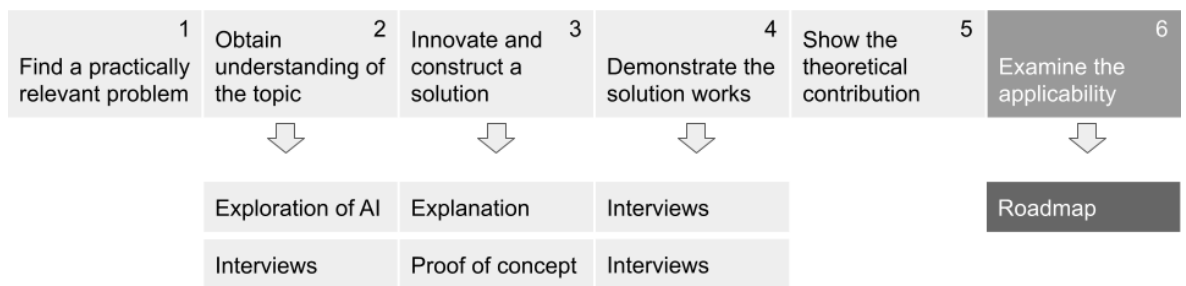 1
Find a practically
relevant problem
2
Obtain
understanding of
the topic
3
Innovate and
construct a
solution
4
Demonstrate the
solution works
5
Show the
theoretical
contribution
6
Examine the
applicability
Exploration of AI
Explanation
Interviews
Roadmap
Interviews
Proof of concept
Interviews